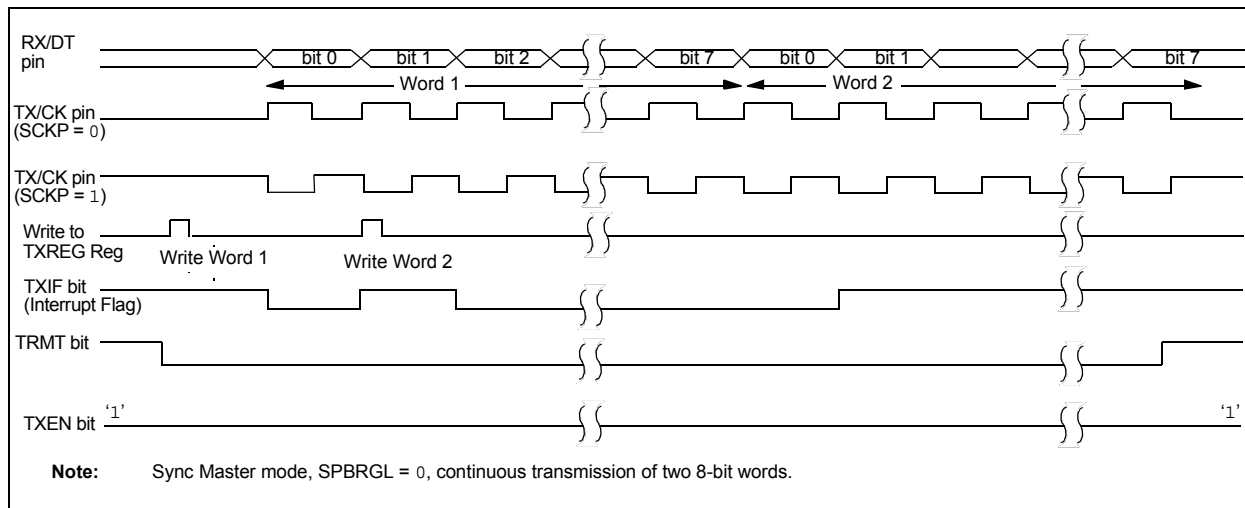 RX/DT
pin
bit 0 bit 1 bit 2 bit 7 bit 0 bit 1 bit 7
Word 1 Word 2
TX/CK pin
(SCKP = 0)
TX/CK pin
(SCKP = 1)
Write to
TXREG Reg
Write Word 1 Write Word 2
TXIF bit
(Interrupt Flag)
TRMT bit
TXEN bit ‘1’ ‘1’
Note: Sync Master mode, SPBRGL = 0, continuous transmission of two 8-bit words.